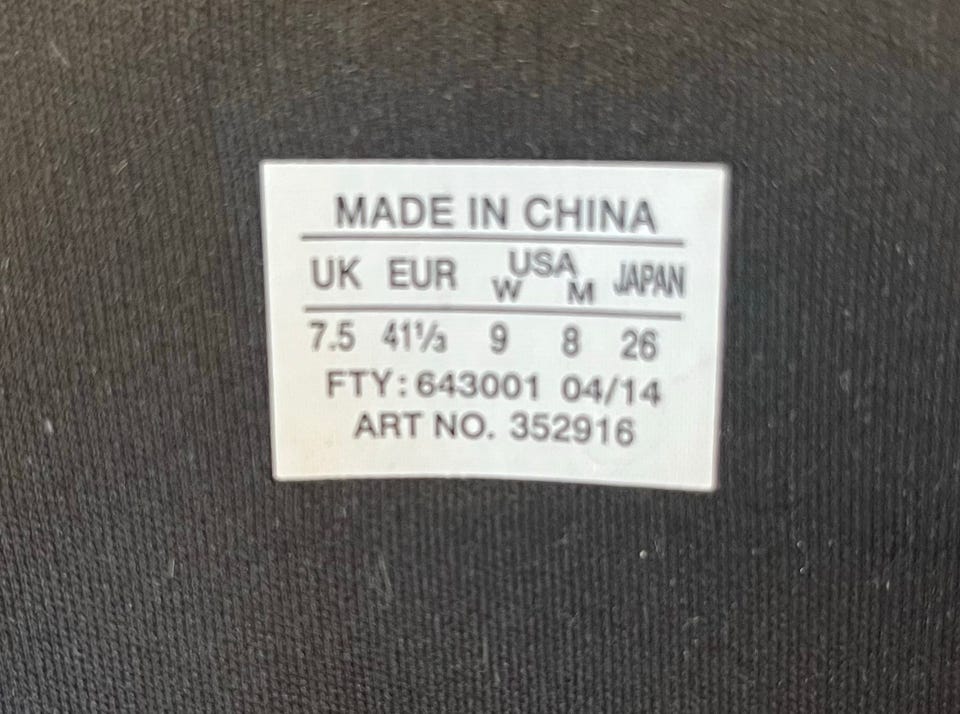 MADE IN CHINA
UK EUR USA W M JAPAN
7.5 41⅓ 9 8 26
FTY: 643001 04/14
ART NO. 352916